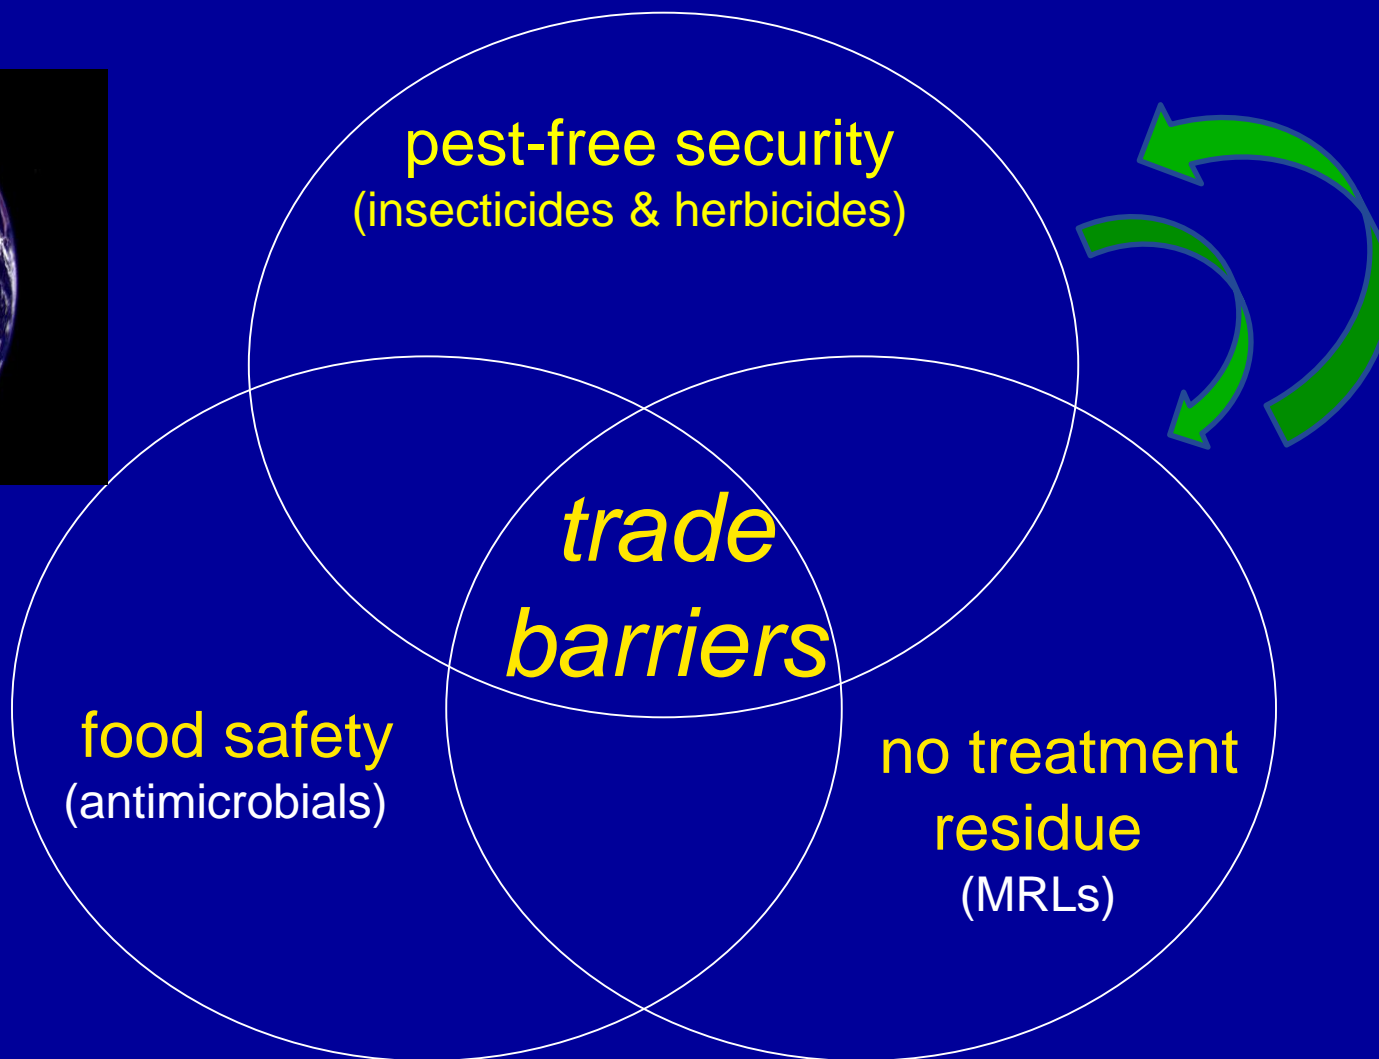 pest-free security
(insecticides & herbicides)
trade
barriers
food safety
(antimicrobials)
no treatment
residue
(MRLs)